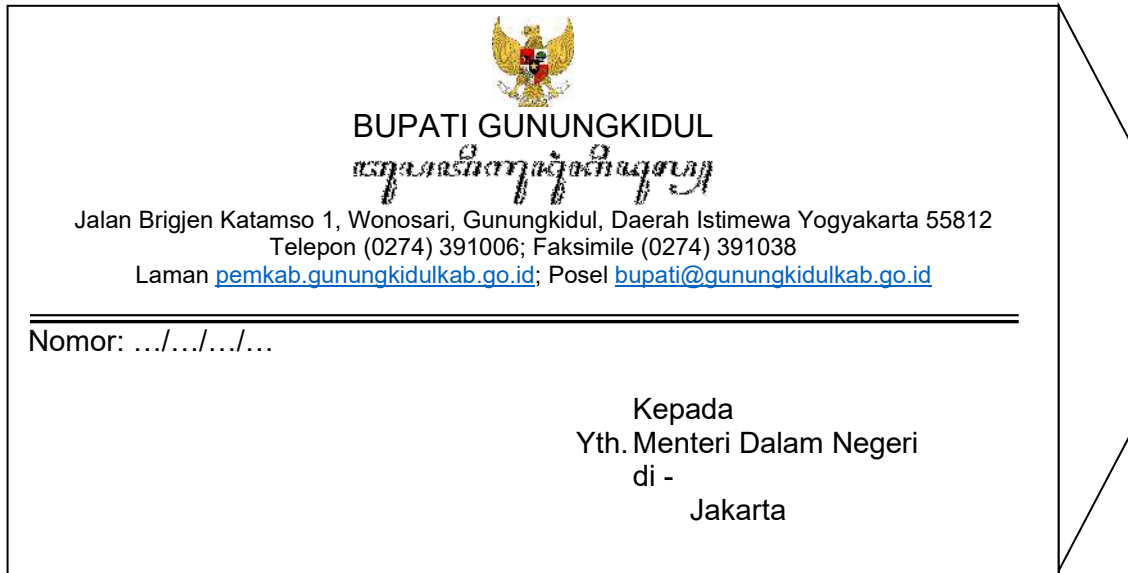 BUPATI GUNUNGKIDUL
Jalan Brigjen Katamso 1, Wonosari, Gunungkidul, Daerah Istimewa Yogyakarta 55812
Telepon (0274) 391006; Faksimile (0274) 391038
Laman pemkab.gunungkidulkab.go.id; Posel bupati@gunungkidulkab.go.id
Nomor: …/…/…/…
Kepada
Yth. Menteri Dalam Negeri
di -
Jakarta